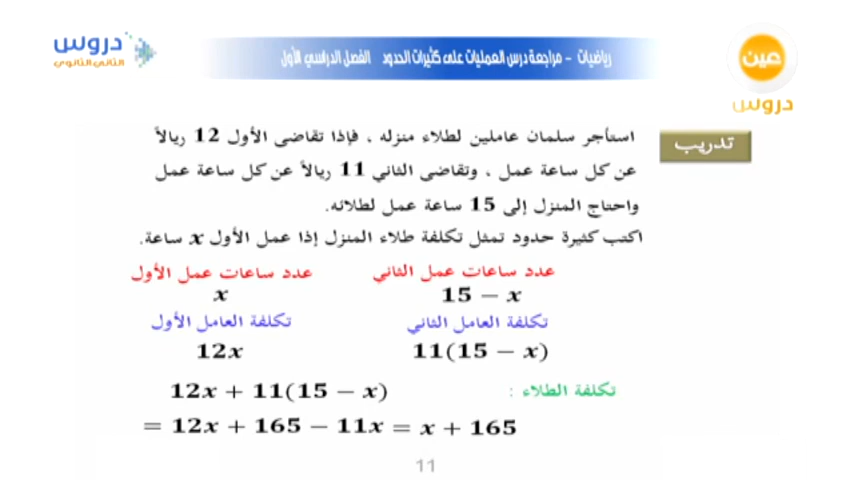 دروس
الثاني الثانوي
رياضيات - مراجعة درس العمليات على كثيرات الحدود الفصل الدراسي الأول
عين
دروس
تدريب
استأجر سلمان عاملين لطلاء منزله ، فإذا تقاضى الأول 12 ريالاً
عن كل ساعة عمل ، وتقاضى الثاني 11 ريالاً عن كل ساعة عمل
واحتاج المنزل إلى 15 ساعة عمل لطلائه.
اكتب كثيرة حدود تمثل تكلفة طلاء المنزل إذا عمل الأول x ساعة.
عدد ساعات عمل الثاني عدد ساعات عمل الأول
15 − x x
تكلفة العامل الثاني تكلفة العامل الأول
11(15 − x) 12x
تكلفة الطلاء : 12x + 11(15 − x)
= 12x + 165 − 11x = x + 165
11